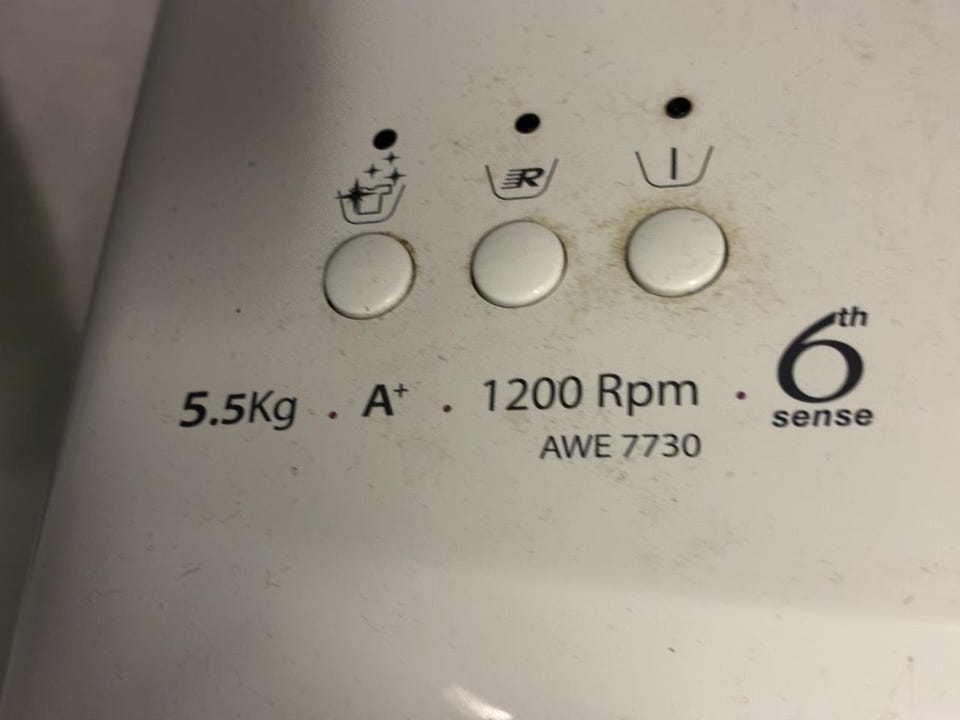 R
I
5.5Kg . A+ . 1200 Rpm . 6th sense
AWE 7730